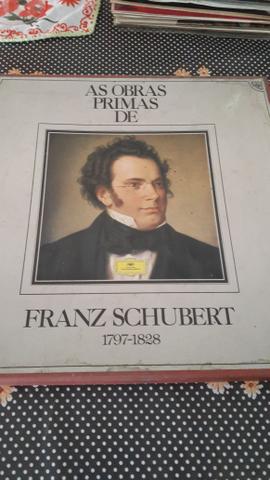 AS OBRAS
PRIMAS
DE
FRANZ SCHUBERT
1797-1828